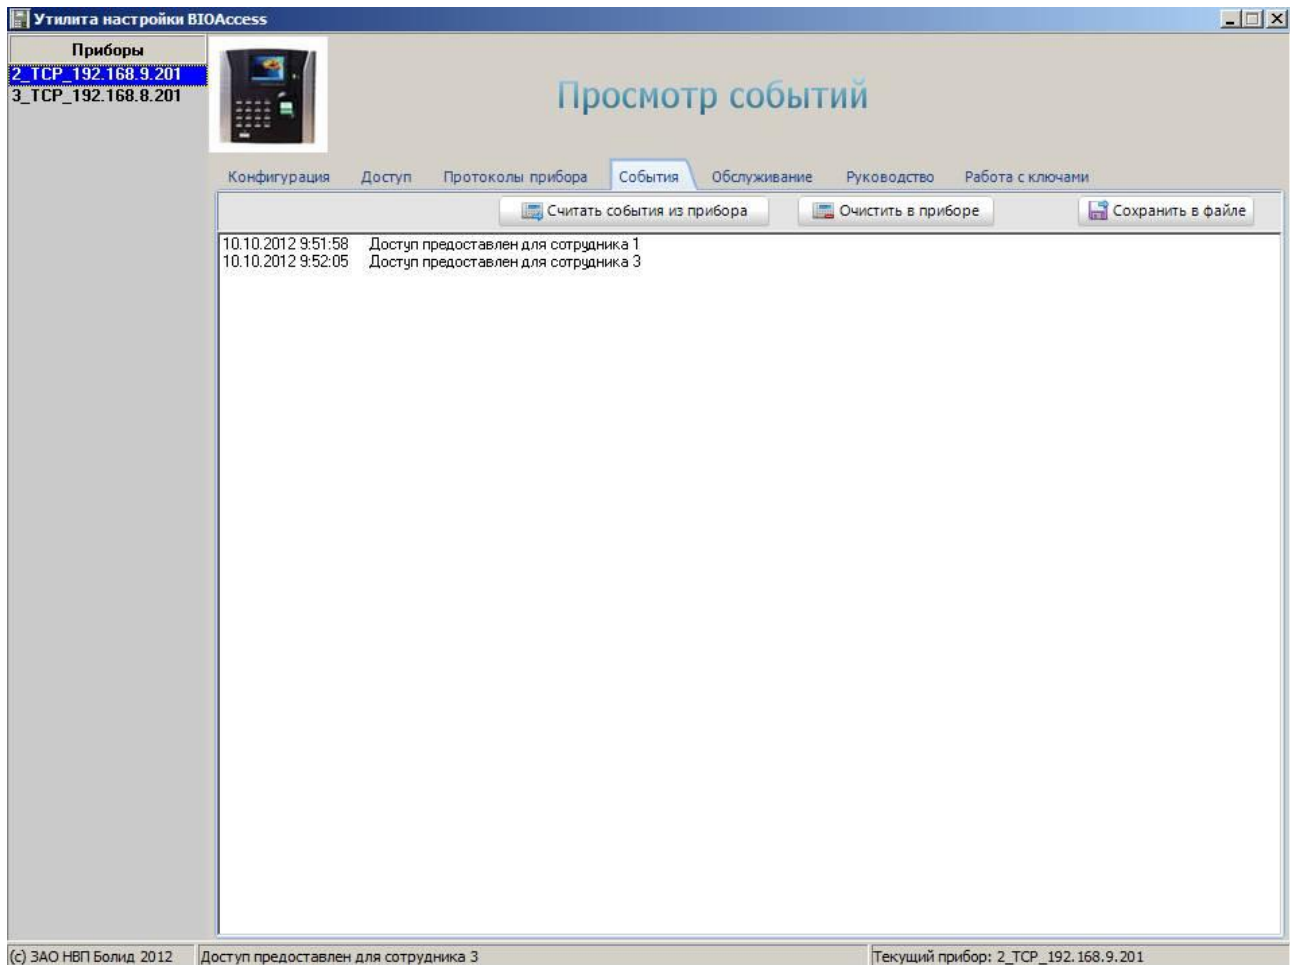 Утилита настройки BIOAccess
Приборы
2_TCP_192.168.9.201
3_TCP_192.168.8.201
Просмотр событий
Конфигурация Доступ Протоколы прибора События Обслуживание Руководство Работа с ключами
Считать события из прибора Очистить в приборе Сохранить в файле
10.10.2012 9:51:58 Доступ предоставлен для сотрудника 1
10.10.2012 9:52:05 Доступ предоставлен для сотрудника 3
(c) ЗАО НВП Болид 2012 Доступ предоставлен для сотрудника 3 Текущий прибор: 2_TCP_192.168.9.201